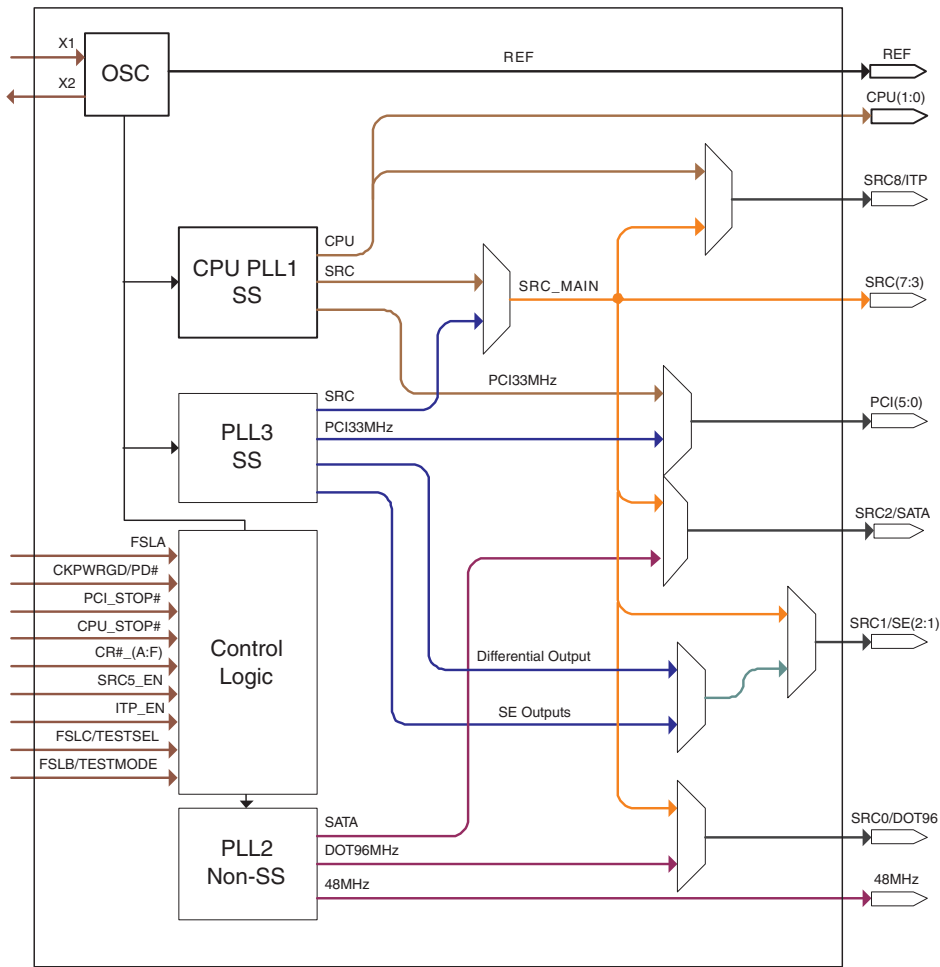 X1
OSC
X2
REF
REF
CPU(1:0)
SRC8/ITP
CPU
CPU PLL1
SS
SRC
SRC_MAIN
SRC(7:3)
PCI33MHz
PCI(5:0)
SRC
PLL3
SS
PCI33MHz
SRC2/SATA
FSLA
CKPWRGD/PD#
PCI_STOP#
CPU_STOP#
CR#_(A:F)
SRC5_EN
ITP_EN
FSLC/TESTSEL
FSLB/TESTMODE
Control
Logic
Differential Output
SE Outputs
SRC1/SE(2:1)
SATA
PLL2
Non-SS
DOT96MHz
48MHz
SRC0/DOT96
48MHz